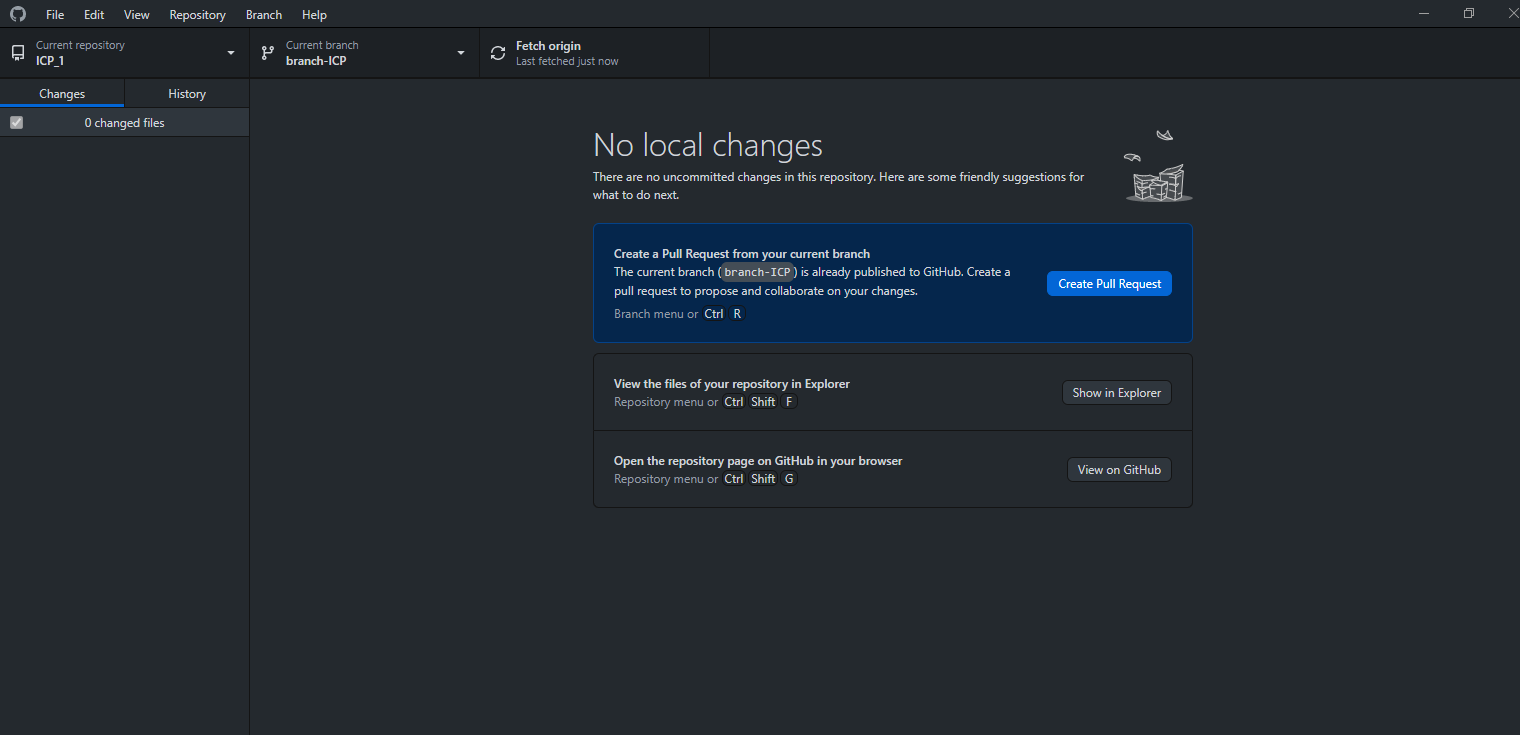 File Edit View Repository Branch Help
Current repository
ICP_1
Current branch
branch-ICP
Fetch origin
Last fetched just now
Changes History
0 changed files
No local changes
There are no uncommitted changes in this repository. Here are some friendly suggestions for
what to do next.
Create a Pull Request from your current branch
The current branch (branch-ICP) is already published to GitHub. Create a
pull request to propose and collaborate on your changes.
Branch menu or Ctrl R
Create Pull Request
View the files of your repository in Explorer
Repository menu or Ctrl Shift F
Show in Explorer
Open the repository page on GitHub in your browser
Repository menu or Ctrl Shift G
View on GitHub